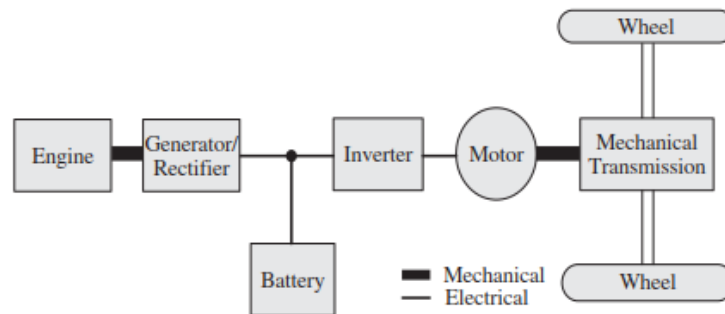 Wheel
Engine
Generator/
Rectifier
Inverter
Motor
Mechanical
Transmission
Battery
Mechanical
Electrical
Wheel